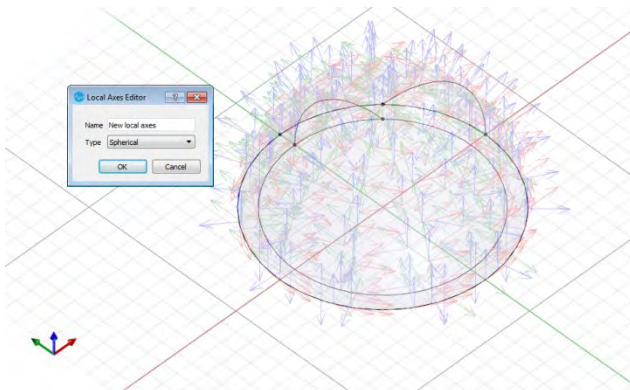 Local Axes Editor
Name New local axes
Type Spherical
OK Cancel